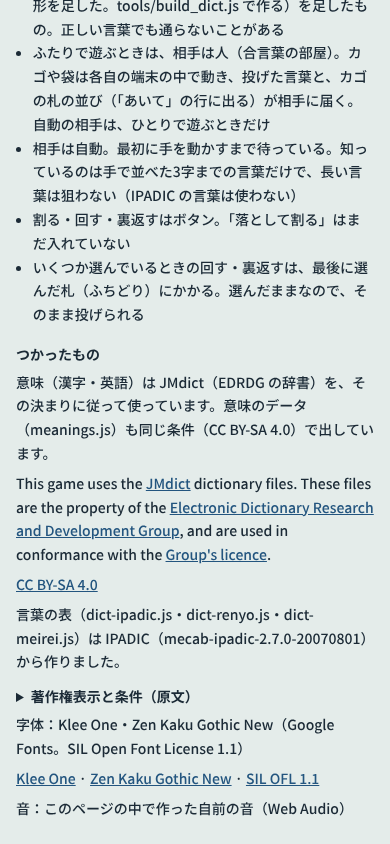 形を足した。tools/build_dict.js で作る）を足したも
の。正しい言葉でも通らないことがある
• ふたりで遊ぶときは、相手は人（合言葉の部屋）。カ
ゴや袋は各自の端末の中で動き、投げた言葉と、カゴ
の札の並び（「あいて」の行に出る）が相手に届く。
自動の相手は、ひとりで遊ぶときだけ
• 相手は自動。最初に手を動かすまで待っている。知っ
ているのは手で並べた3字までの言葉だけで、長い言
葉は狙わない（IPADIC の言葉は使わない）
• 割る・回す・裏返すはボタン。「落として割る」はま
だ入れていない
• いくつか選んでいるときの回す・裏返すは、最後に選
んだ札（ふちどり）にかかる。選んだままなので、そ
のまま投げられる
つかったもの
意味（漢字・英語）は JMdict（EDRDG の辞書）を、そ
の決まりに従って使っています。意味のデータ
（meanings.js）も同じ条件（CC BY-SA 4.0）で出してい
ます。
This game uses the JMdict dictionary files. These files
are the property of the Electronic Dictionary Research
and Development Group, and are used in
conformance with the Group's licence.
CC BY-SA 4.0
言葉の表（dict-ipadic.js・dict-renyo.js・dict-
meirei.js）は IPADIC（mecab-ipadic-2.7.0-20070801）
から作りました。
▶ 著作権表示と条件（原文）
字体：Klee One・Zen Kaku Gothic New（Google
Fonts。SIL Open Font License 1.1）
Klee One · Zen Kaku Gothic New · SIL OFL 1.1
音：このページの中で作った自前の音（Web Audio）